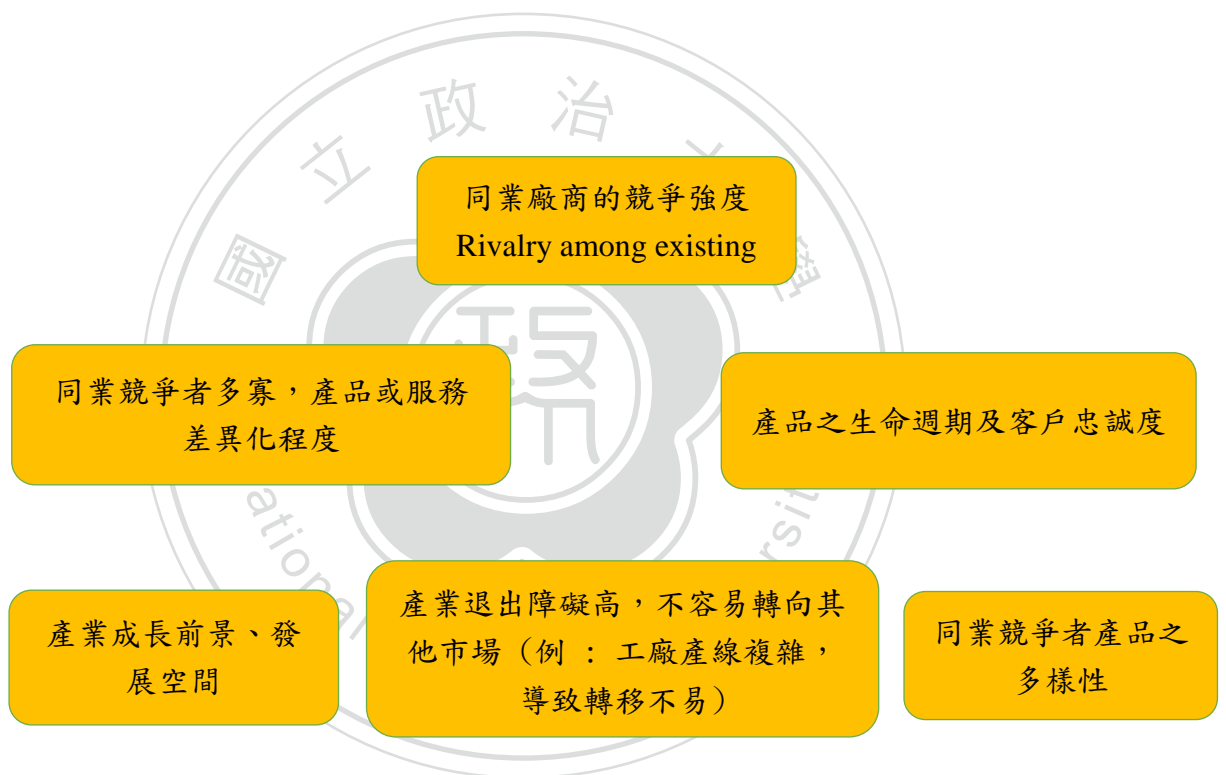 國立政治
同業廠商的競爭強度
Rivalry among existing
同業競爭者多寡，產品或服務
差異化程度
產品之生命週期及客戶忠誠度
產業成長前景、發
展空間
產業退出障礙高，不容易轉向其
他市場（例 : 工廠產線複雜，
導致轉移不易）
同業競爭者產品之
多樣性